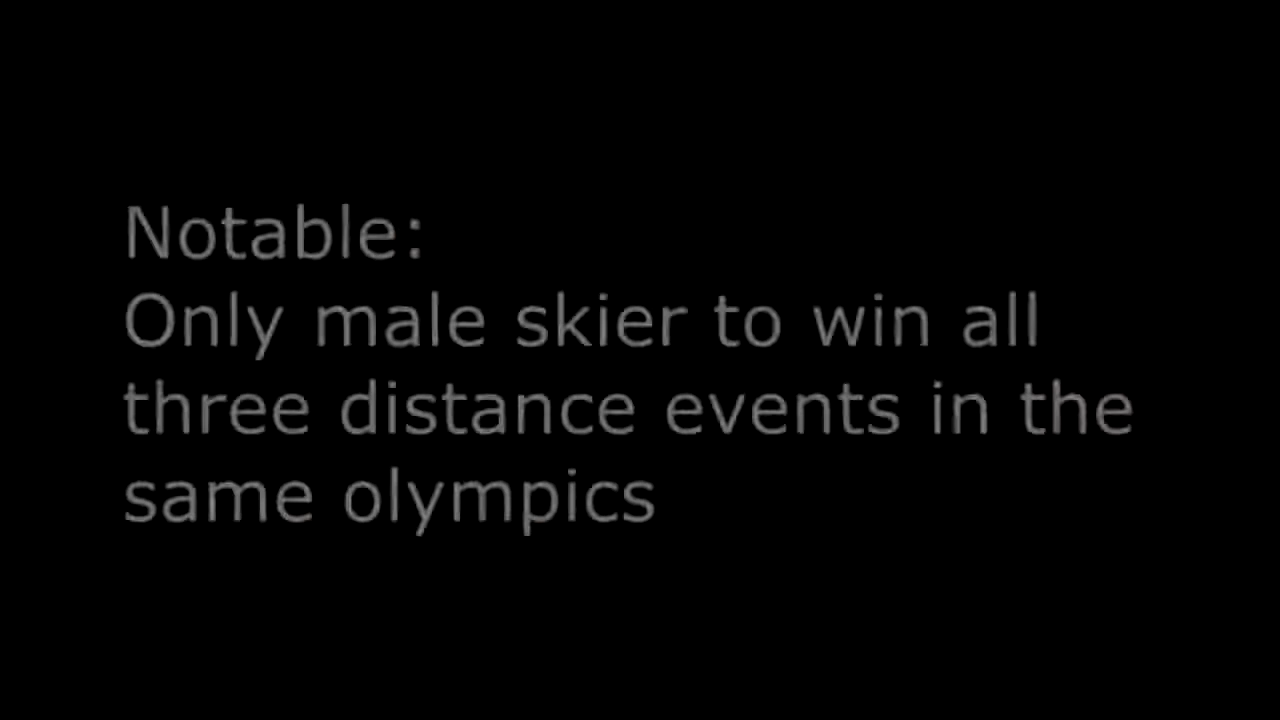 Notable:
Only male skier to win all
three distance events in the
same olympics